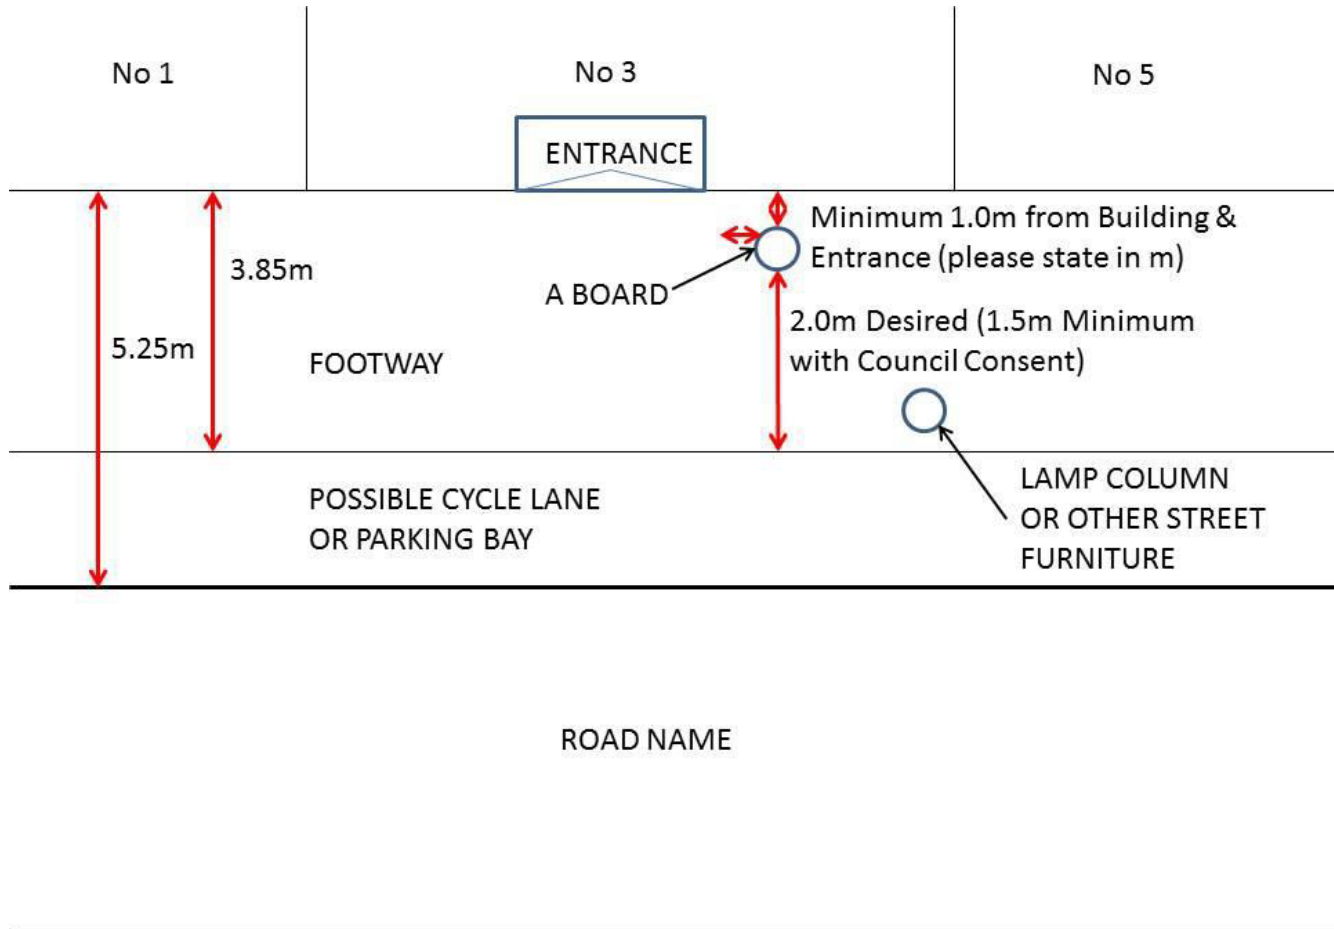 No 1
No 3
No 5
ENTRANCE
Minimum 1.0m from Building &
Entrance (please state in m)
3.85m
A BOARD
2.0m Desired (1.5m Minimum
with Council Consent)
5.25m
FOOTWAY
POSSIBLE CYCLE LANE
OR PARKING BAY
LAMP COLUMN
OR OTHER STREET
FURNITURE
ROAD NAME